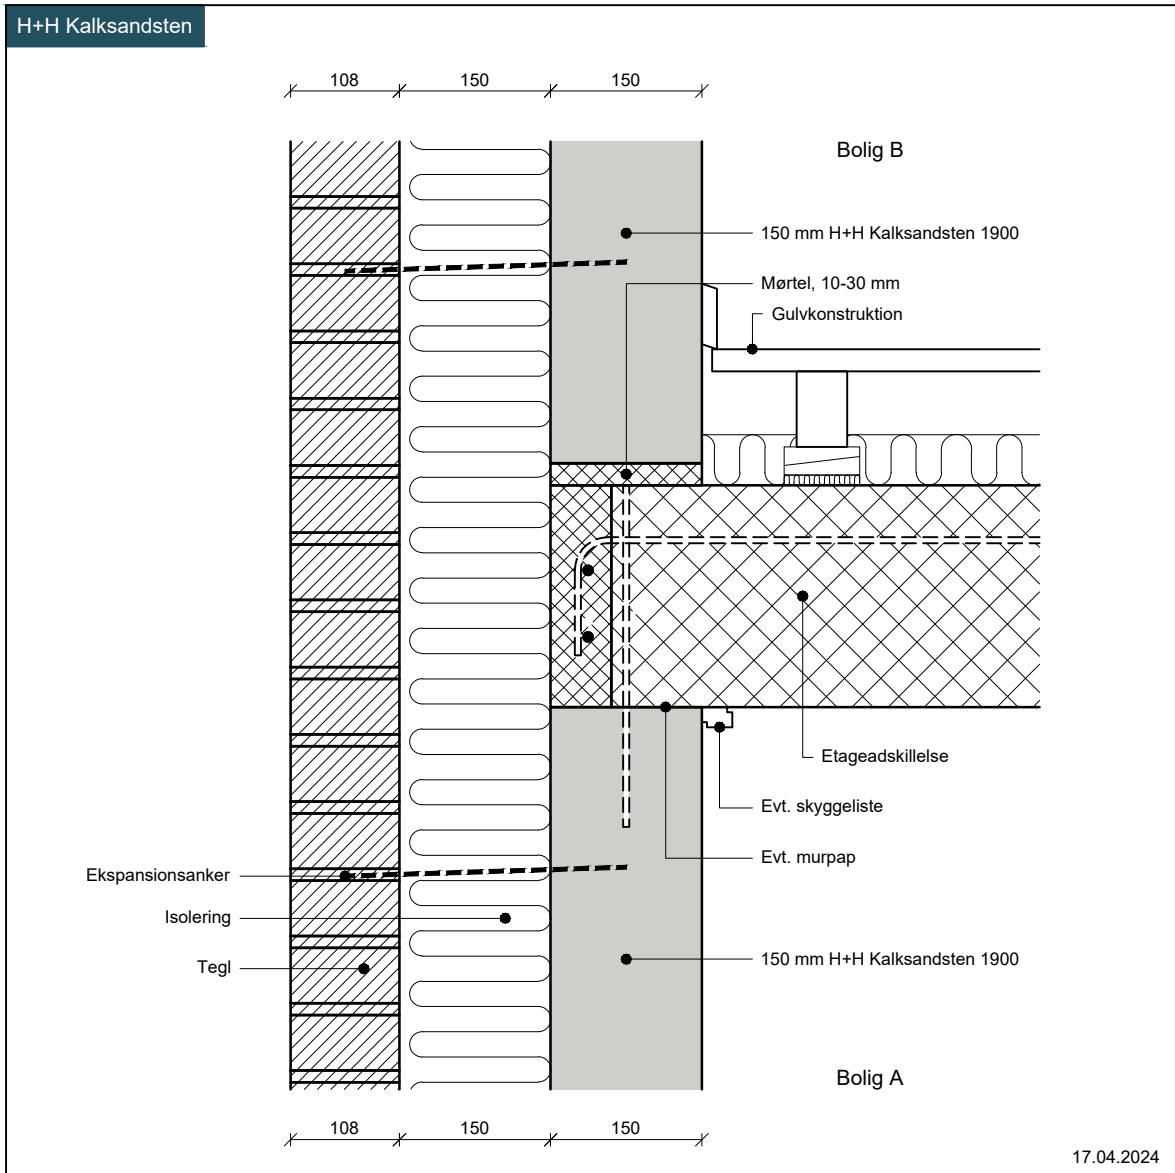 H+H Kalksandsten
108
150
150
Bolig B
150 mm H+H Kalksandsten 1900
Mørtel, 10-30 mm
Gulvkonstruktion
Etageadskillelse
Evt. skyggeliste
Evt. murpap
Ekspansionsanker
Isolering
Tegl
150 mm H+H Kalksandsten 1900
Bolig A
108
150
150
17.04.2024